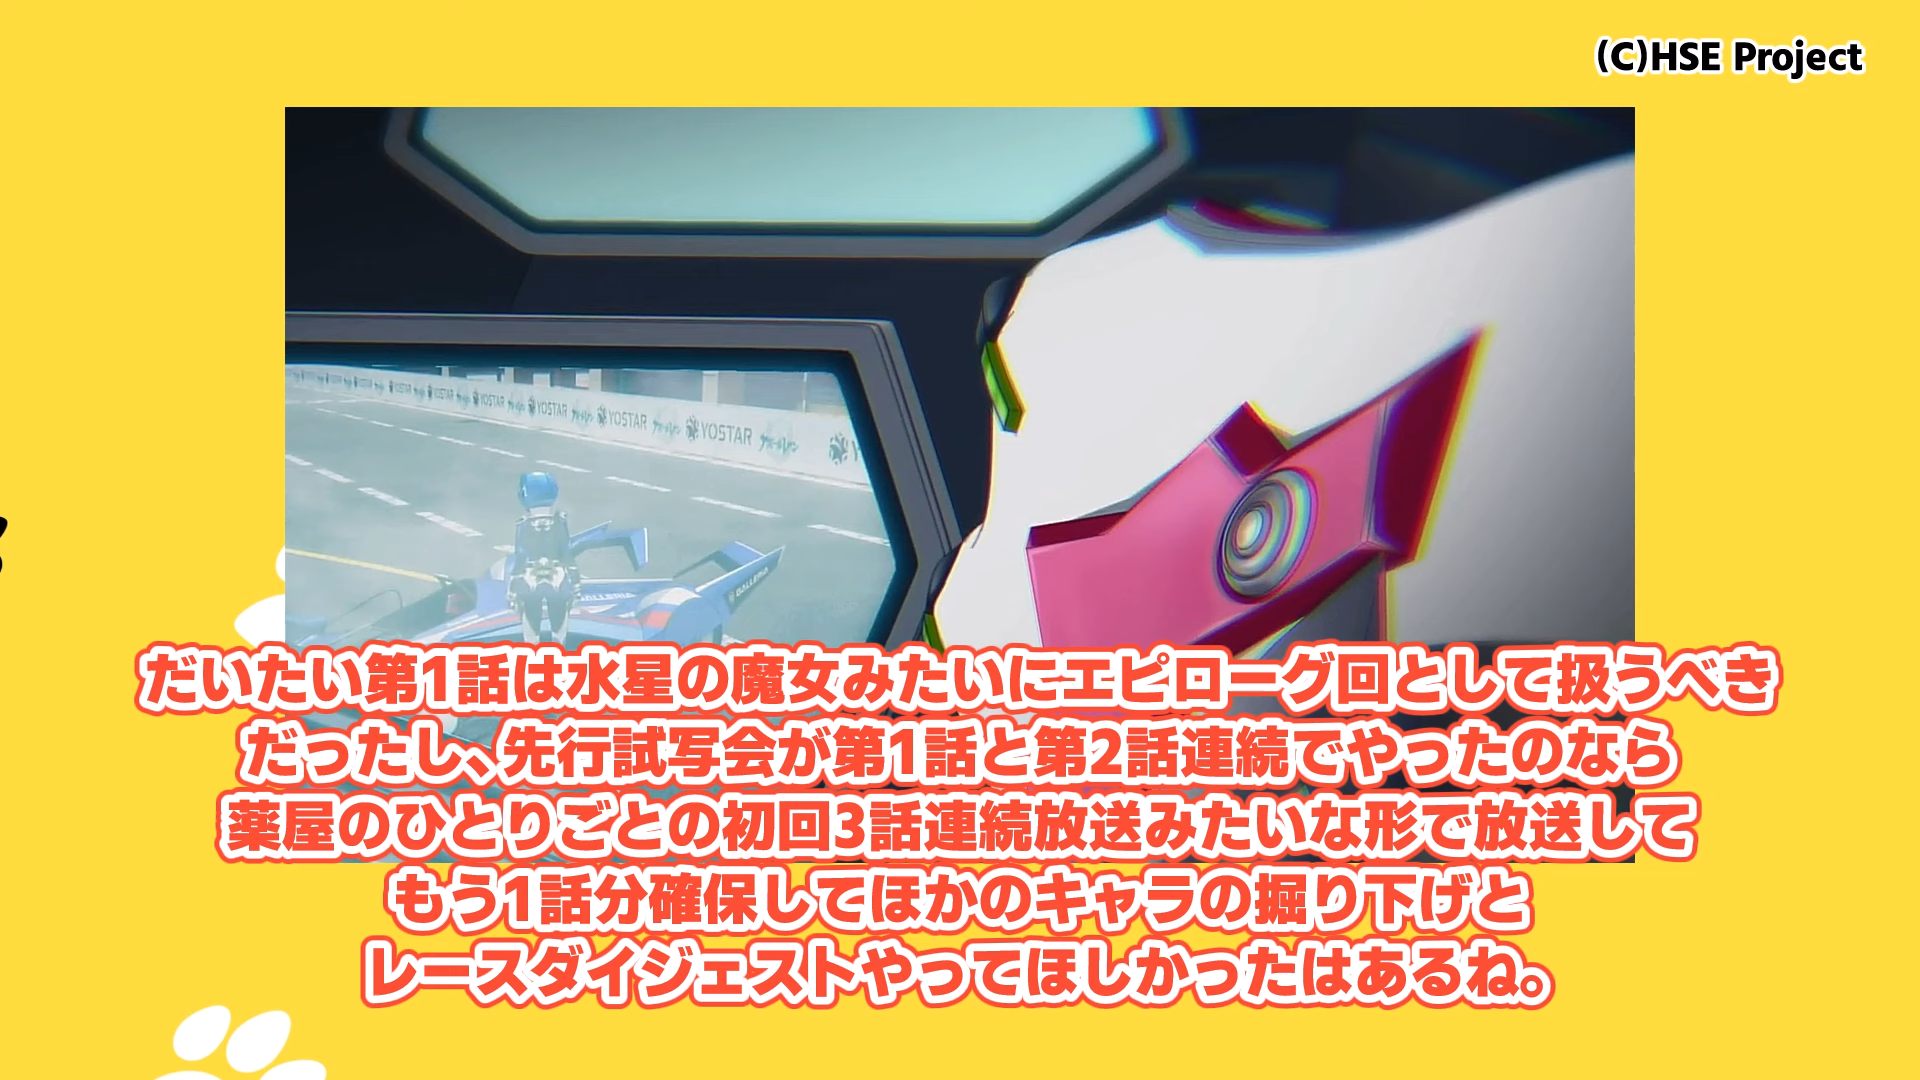 (C)HSE Project
YOSTAR YOSTAR YOSTAR YOSTAR YOSTAR
GALLERIA
GALLERIA
だいたい第1話は水星の魔女みたいにエピローグ回として扱うべき
だったし、先行試写会が第1話と第2話連続でやったのなら
薬屋のひとりごとの初回3話連続放送みたいな形で放送して
もう1話分確保してほかのキャラの掘り下げと
レースダイジェストやってほしかったはあるね。